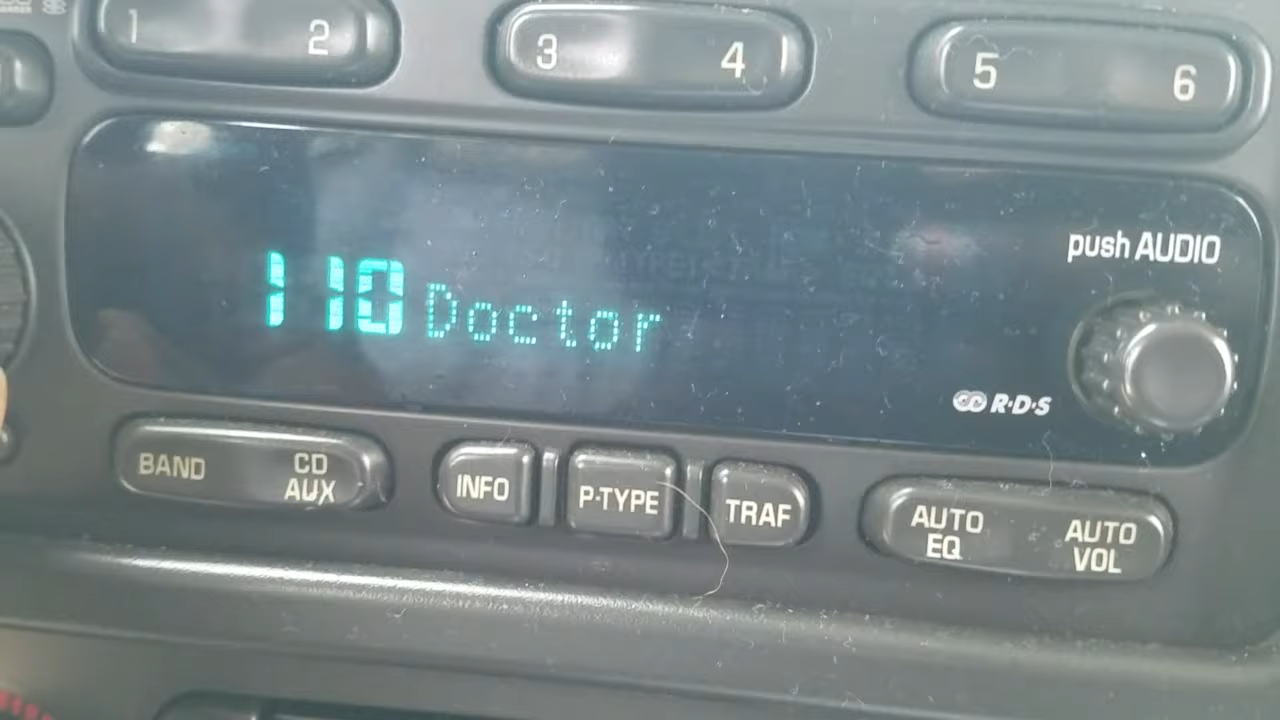 1 2 3 4 5 6
push AUDIO
110 Doctor
R·D·S
BAND CD AUX INFO P-TYPE TRAF AUTO EQ AUTO VOL